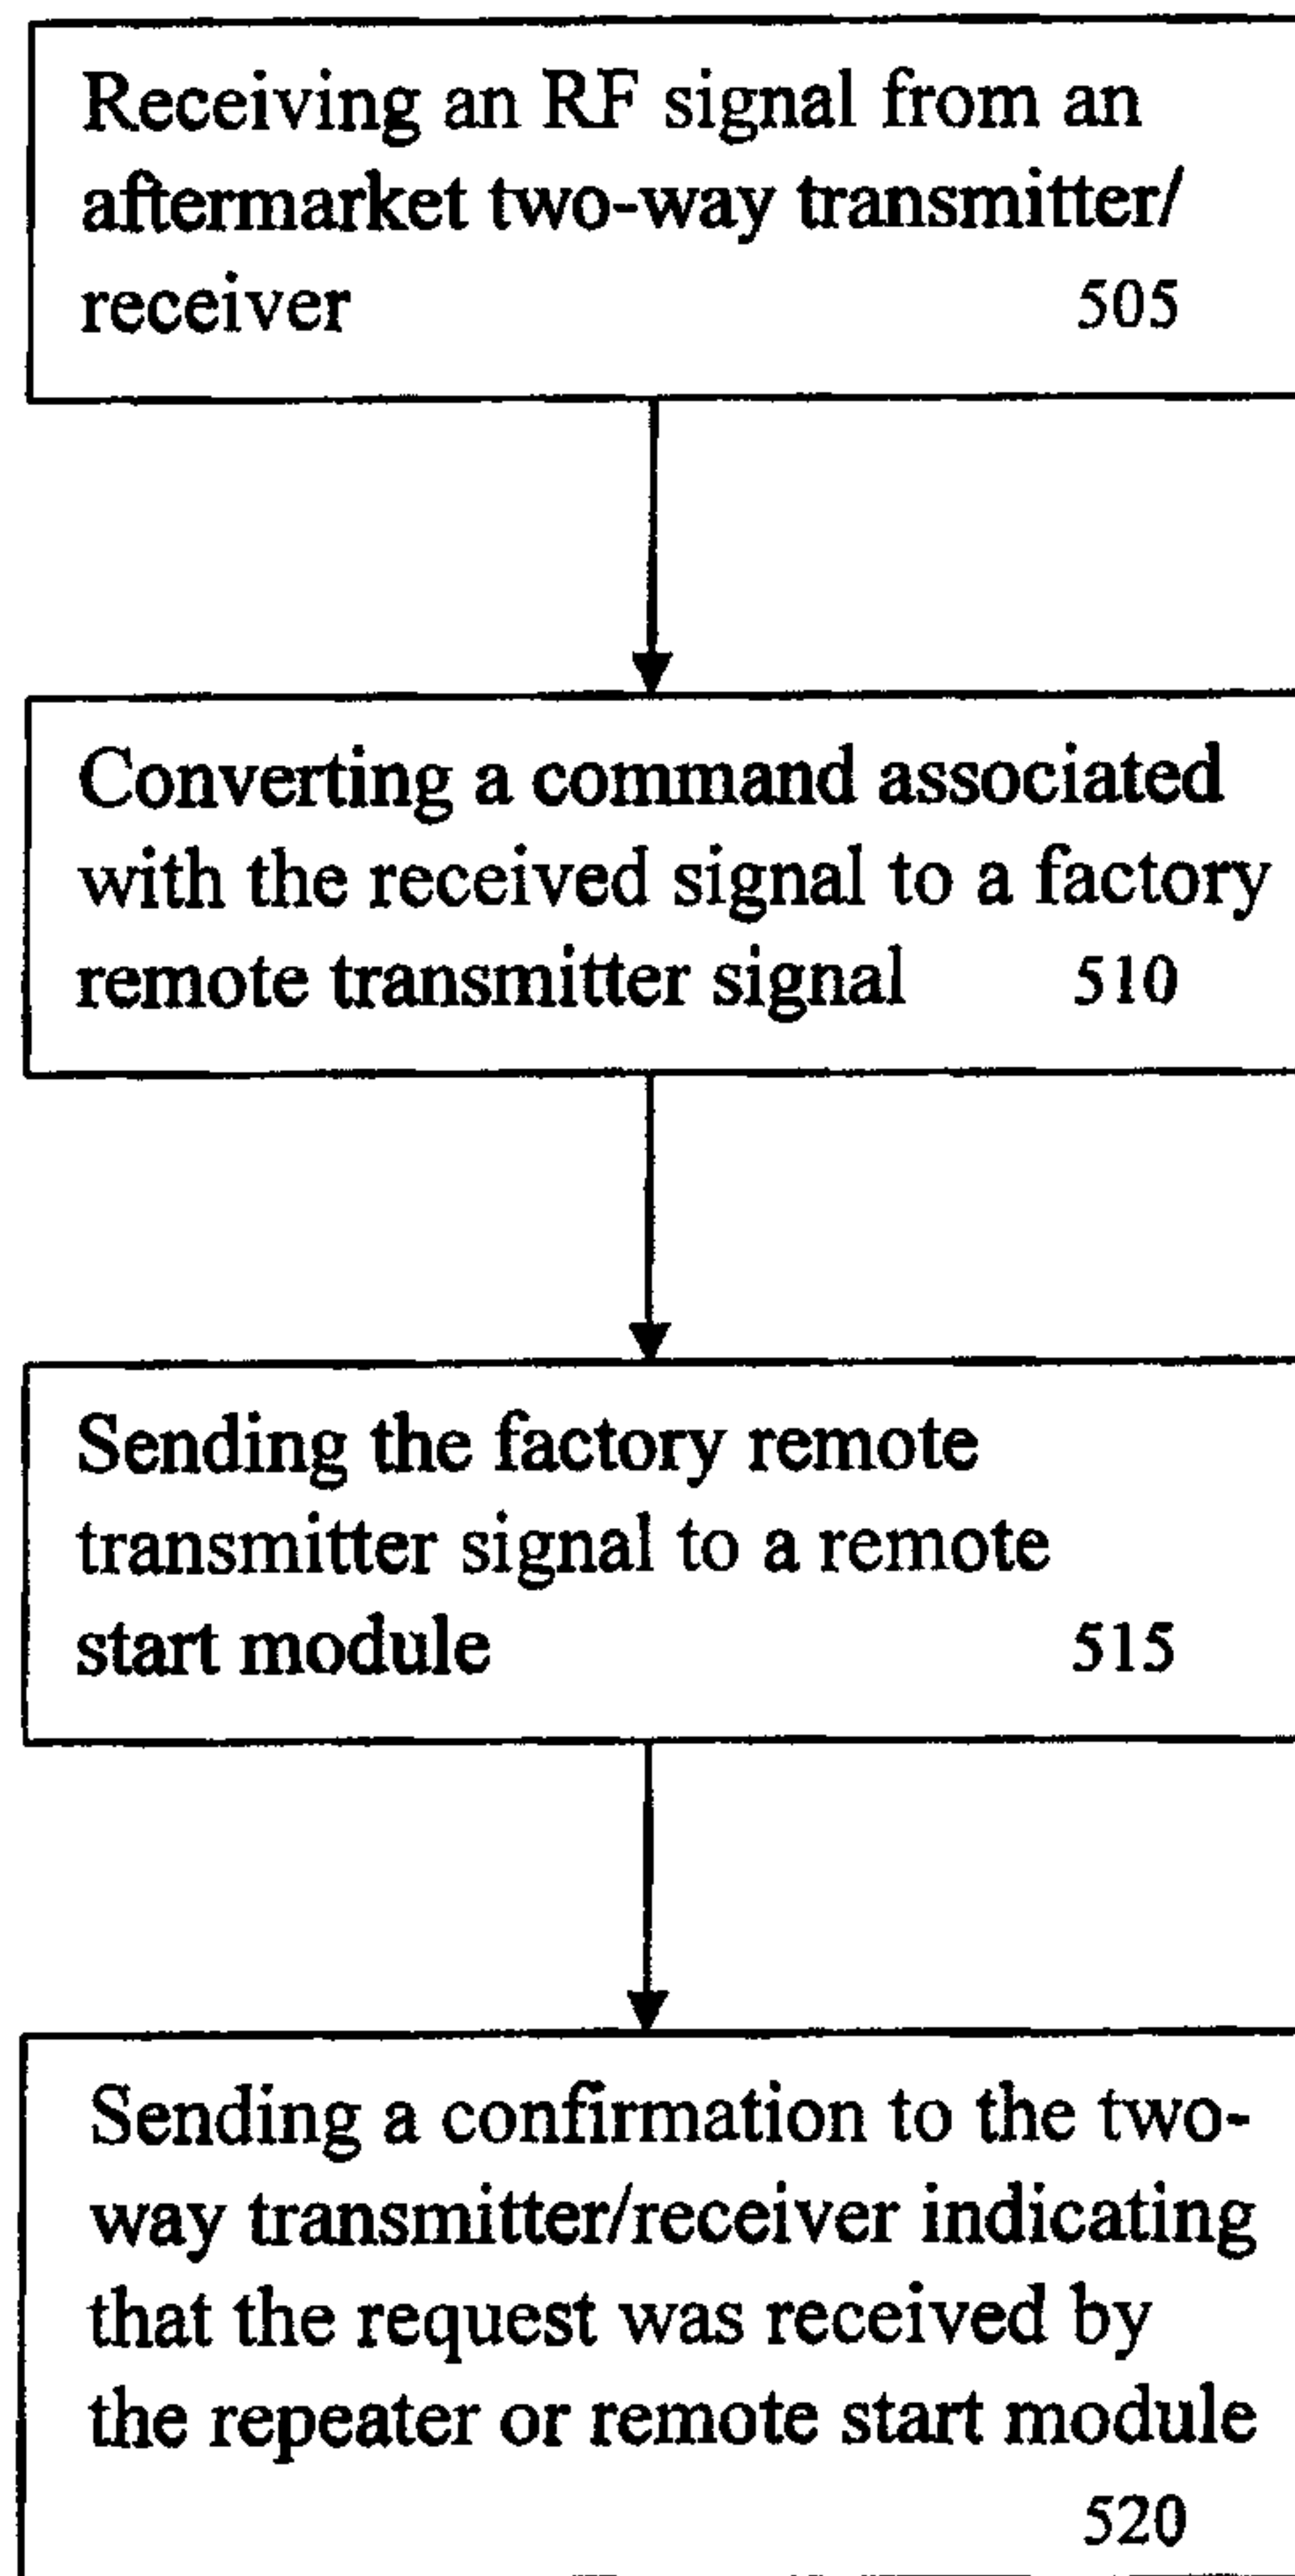 Receiving an RF signal from an
aftermarket two-way transmitter/
receiver 505
Converting a command associated
with the received signal to a factory
remote transmitter signal 510
Sending the factory remote
transmitter signal to a remote
start module 515
Sending a confirmation to the two-
way transmitter/receiver indicating
that the request was received by
the repeater or remote start module
520